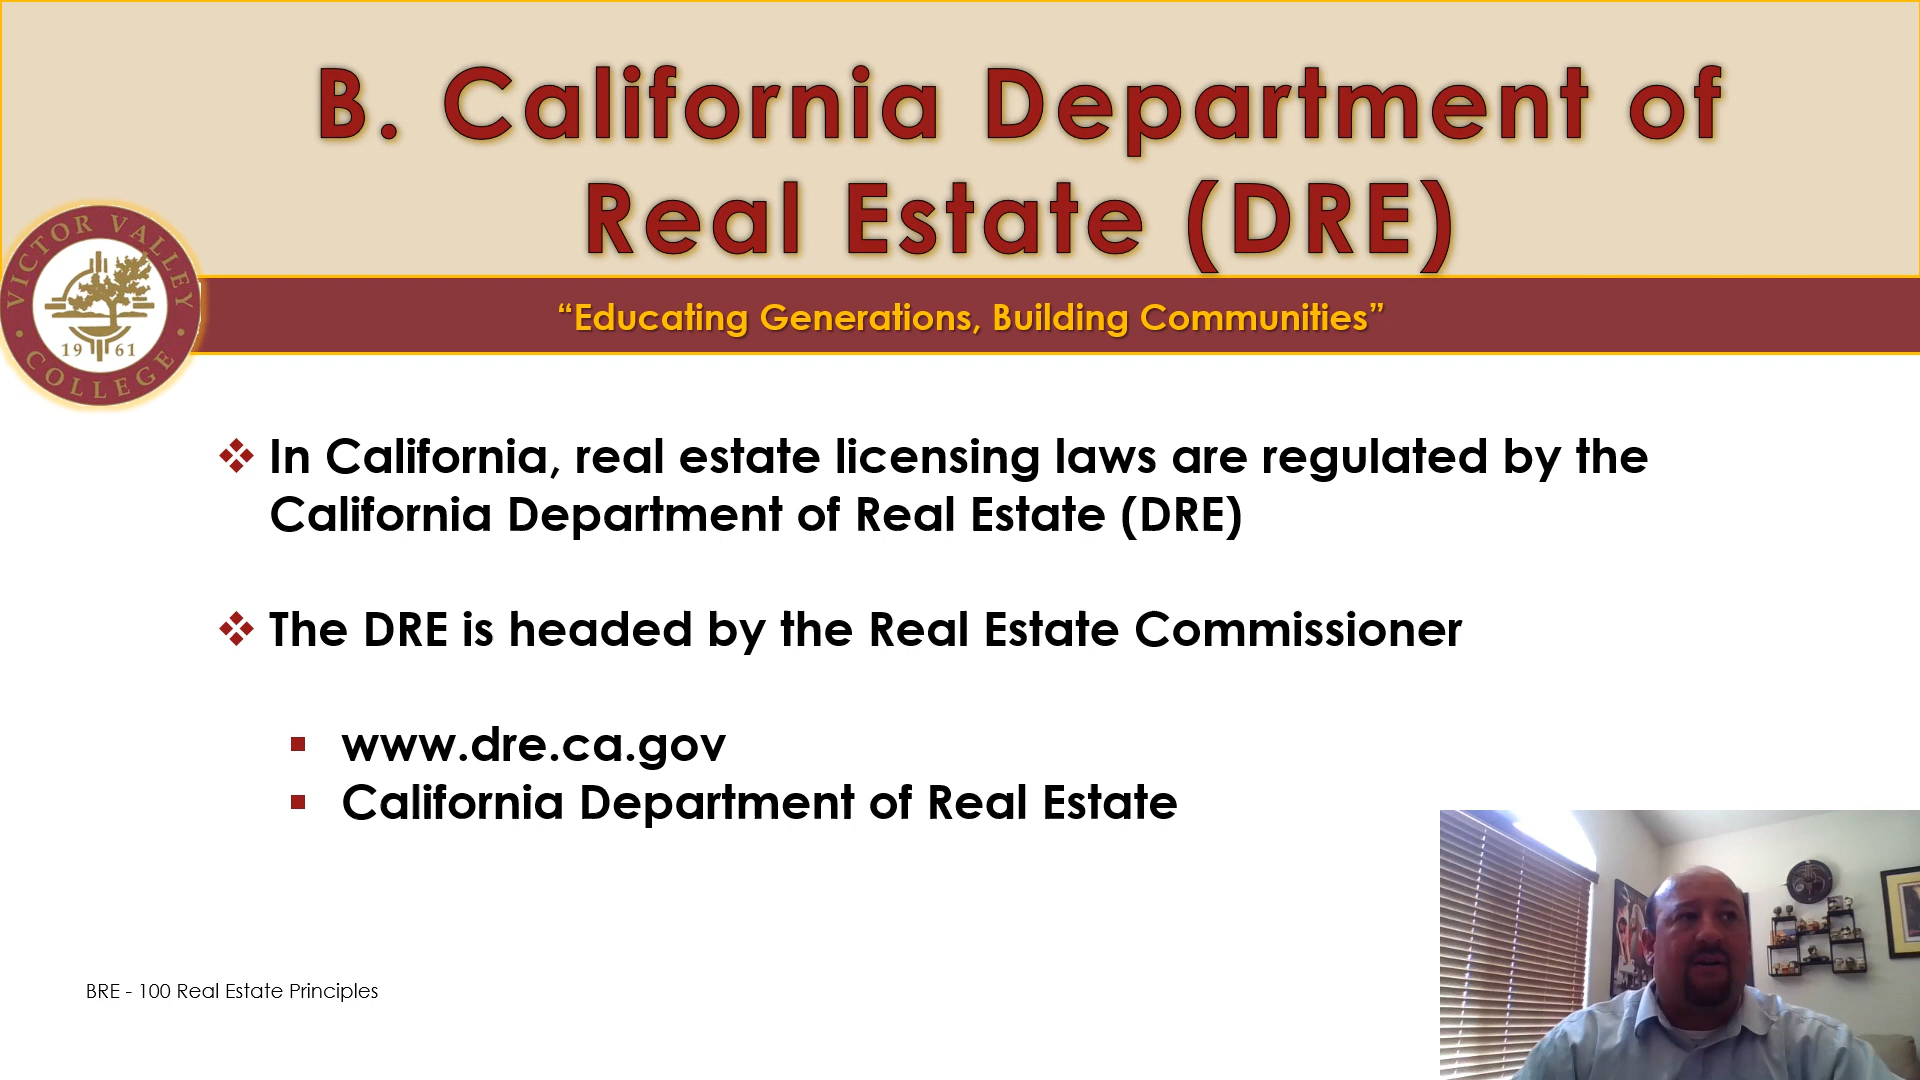 B. California Department of
Real Estate (DRE)
VICTOR VALLEY
19 61
COLLEGE
“Educating Generations, Building Communities”
In California, real estate licensing laws are regulated by the
California Department of Real Estate (DRE)
The DRE is headed by the Real Estate Commissioner
www.dre.ca.gov
California Department of Real Estate
BRE - 100 Real Estate Principles